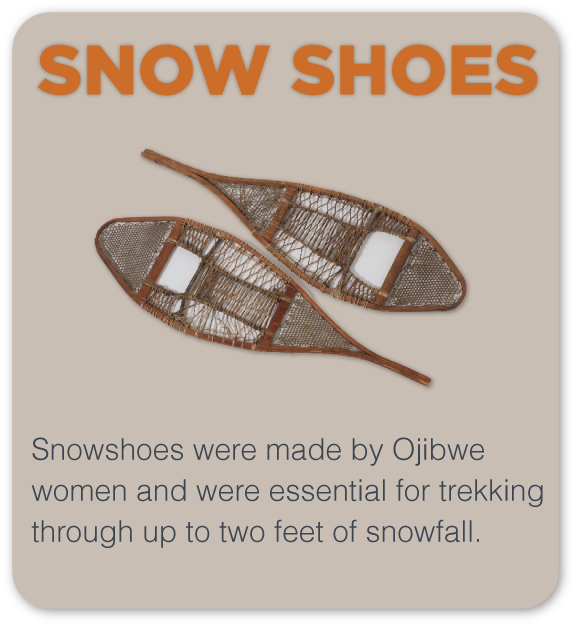 SNOW SHOES
Snowshoes were made by Ojibwe
women and were essential for trekking
through up to two feet of snowfall.